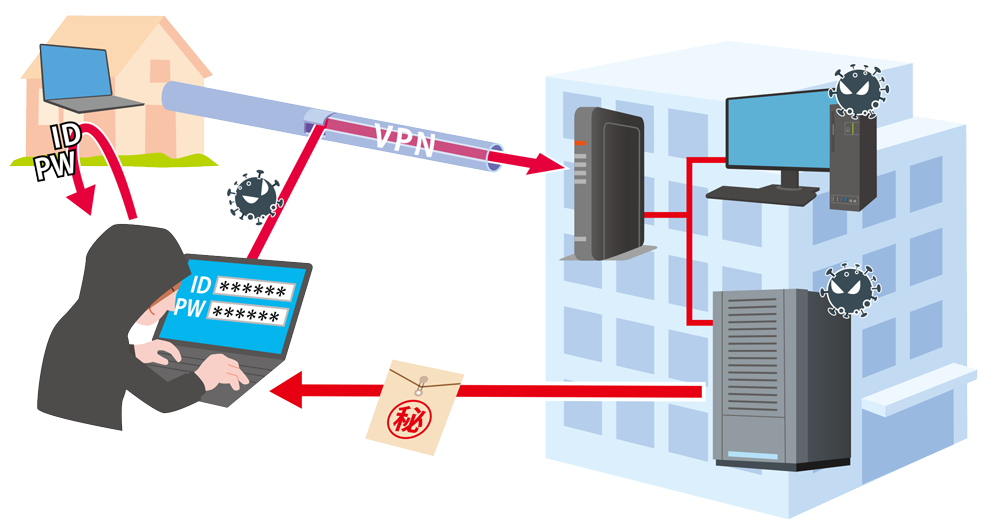 ID
PW
VPN
ID ******
PW ******
秘